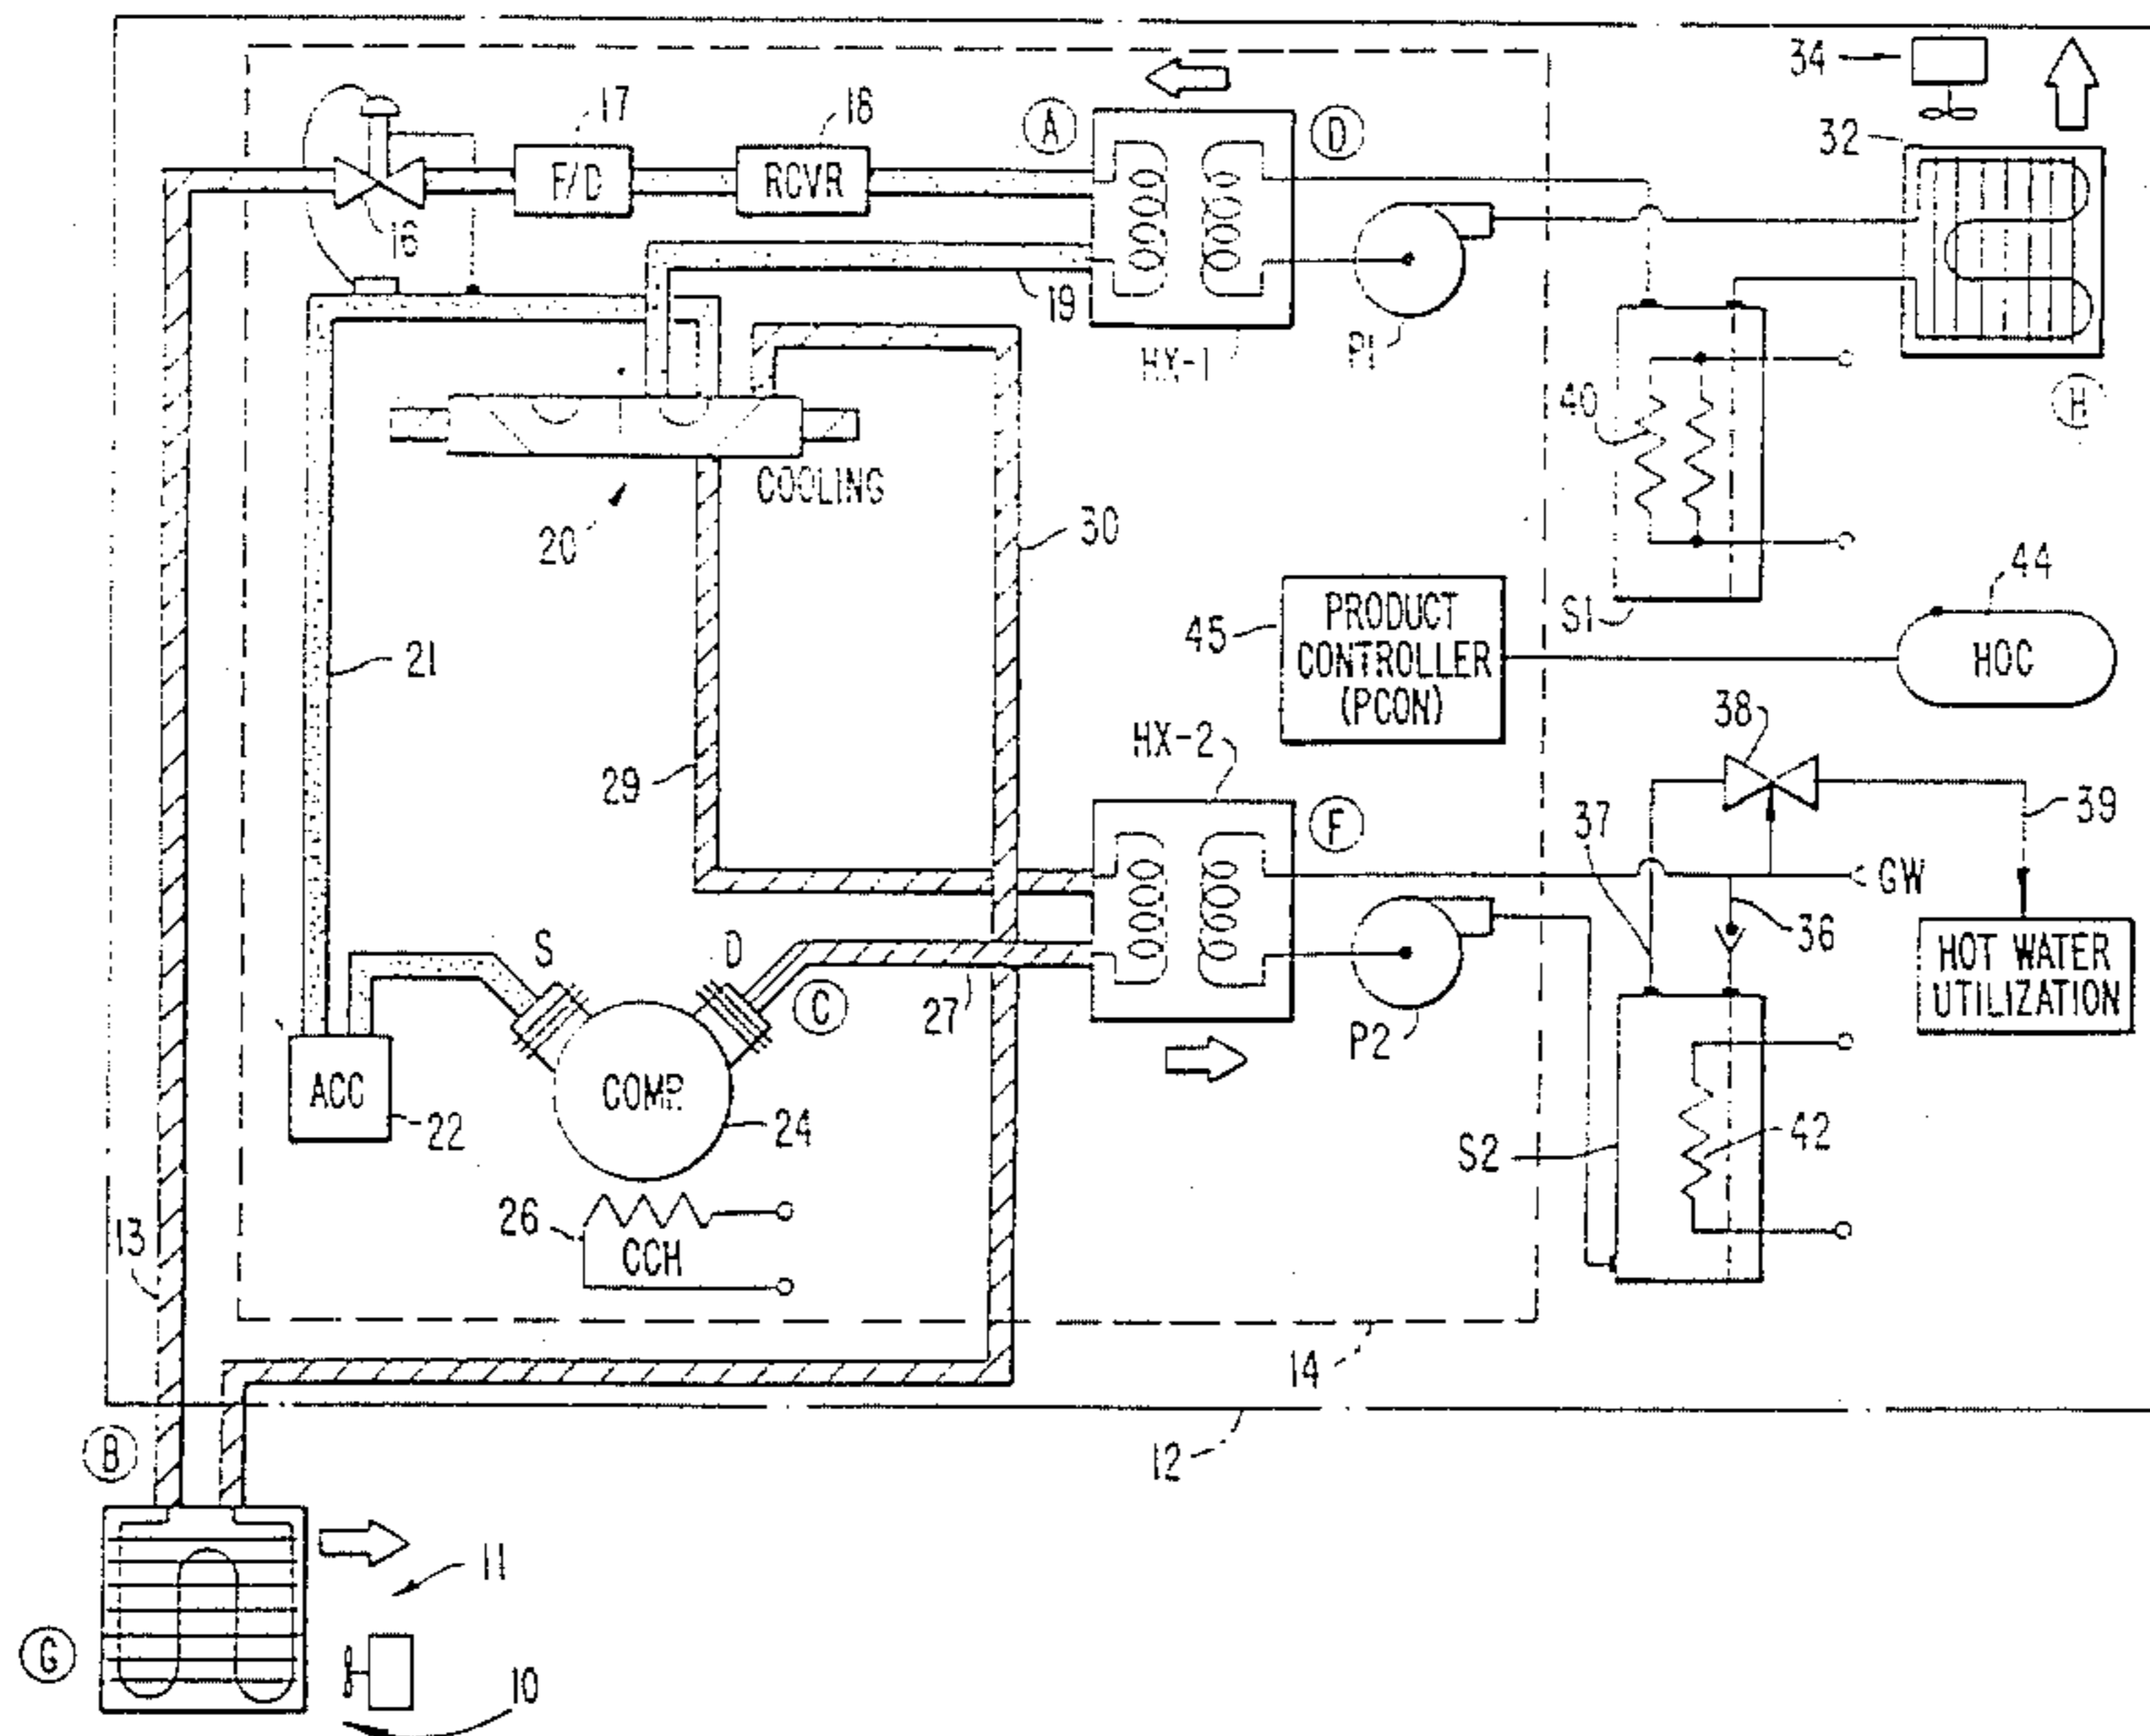 34
17
18
A
D
32
F/D
RCVR
16
19
HX-1
P1
H
40
COOLING
20
30
44
S1
PRODUCT
CONTROLLER
(PCON)
45
HOC
21
38
HX-2
29
F
37
39
GW
36
S
D
C
27
HOT WATER
UTILIZATION
P2
ACC
22
COMP.
24
S2
42
26
CCH
13
14
12
B
11
G
10